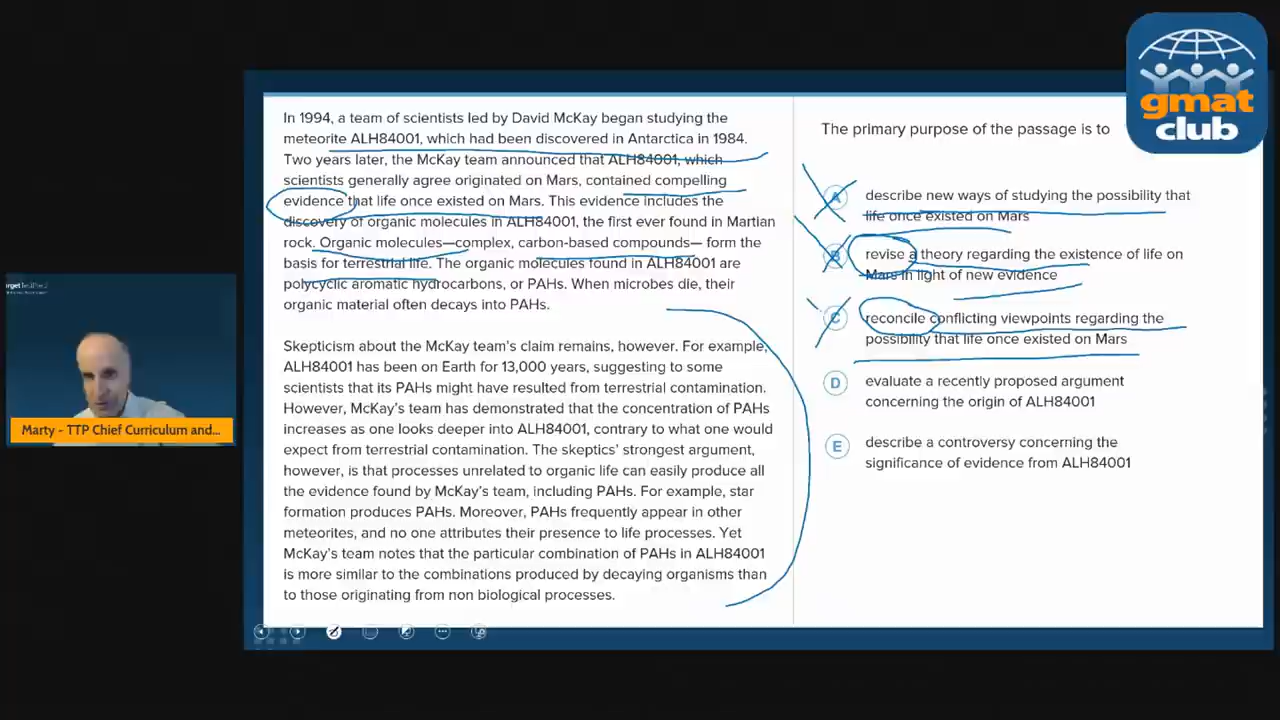 gmat
club
In 1994, a team of scientists led by David McKay began studying the
meteorite ALH84001, which had been discovered in Antarctica in 1984.
Two years later, the McKay team announced that ALH84001, which
scientists generally agree originated on Mars, contained compelling
evidence that life once existed on Mars. This evidence includes the
discovery of organic molecules in ALH84001, the first ever found in Martian
rock. Organic molecules—complex, carbon-based compounds— form the
basis for terrestrial life. The organic molecules found in ALH84001 are
polycyclic aromatic hydrocarbons, or PAHs. When microbes die, their
organic material often decays into PAHs.
Skepticism about the McKay team's claim remains, however. For example,
ALH84001 has been on Earth for 13,000 years, suggesting to some
scientists that its PAHs might have resulted from terrestrial contamination.
However, McKay's team has demonstrated that the concentration of PAHs
increases as one looks deeper into ALH84001, contrary to what one would
expect from terrestrial contamination. The skeptics' strongest argument,
however, is that processes unrelated to organic life can easily produce all
the evidence found by McKay's team, including PAHs. For example, star
formation produces PAHs. Moreover, PAHs frequently appear in other
meteorites, and no one attributes their presence to life processes. Yet
McKay's team notes that the particular combination of PAHs in ALH84001
is more similar to the combinations produced by decaying organisms than
to those originating from non biological processes.
The primary purpose of the passage is to
A describe new ways of studying the possibility that
life once existed on Mars
B revise a theory regarding the existence of life on
Mars in light of new evidence
C reconcile conflicting viewpoints regarding the
possibility that life once existed on Mars
D evaluate a recently proposed argument
concerning the origin of ALH84001
E describe a controversy concerning the
significance of evidence from ALH84001
Marty - TTP Chief Curriculum and...